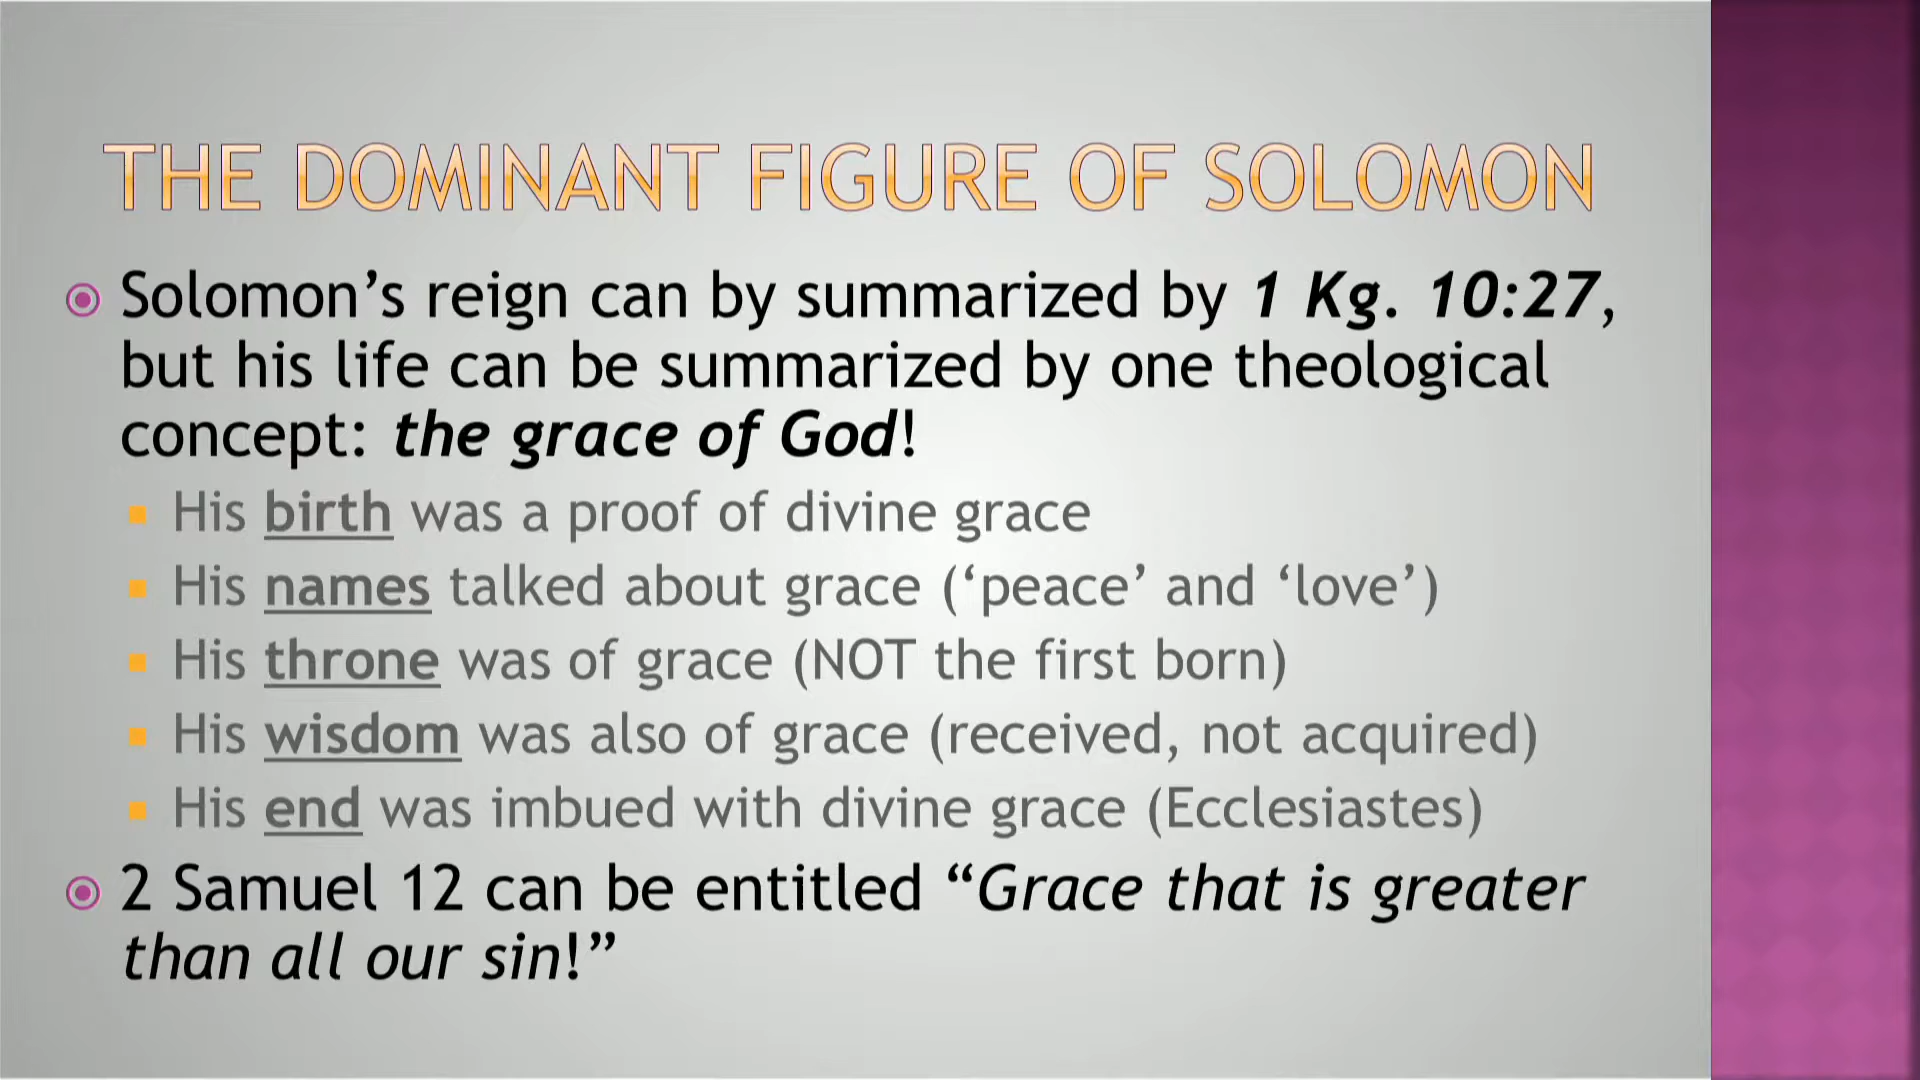 THE DOMINANT FIGURE OF SOLOMON
Solomon’s reign can by summarized by 1 Kg. 10:27,
but his life can be summarized by one theological
concept: the grace of God!
His birth was a proof of divine grace
His names talked about grace (‘peace’ and ‘love’)
His throne was of grace (NOT the first born)
His wisdom was also of grace (received, not acquired)
His end was imbued with divine grace (Ecclesiastes)
2 Samuel 12 can be entitled “Grace that is greater
than all our sin!”